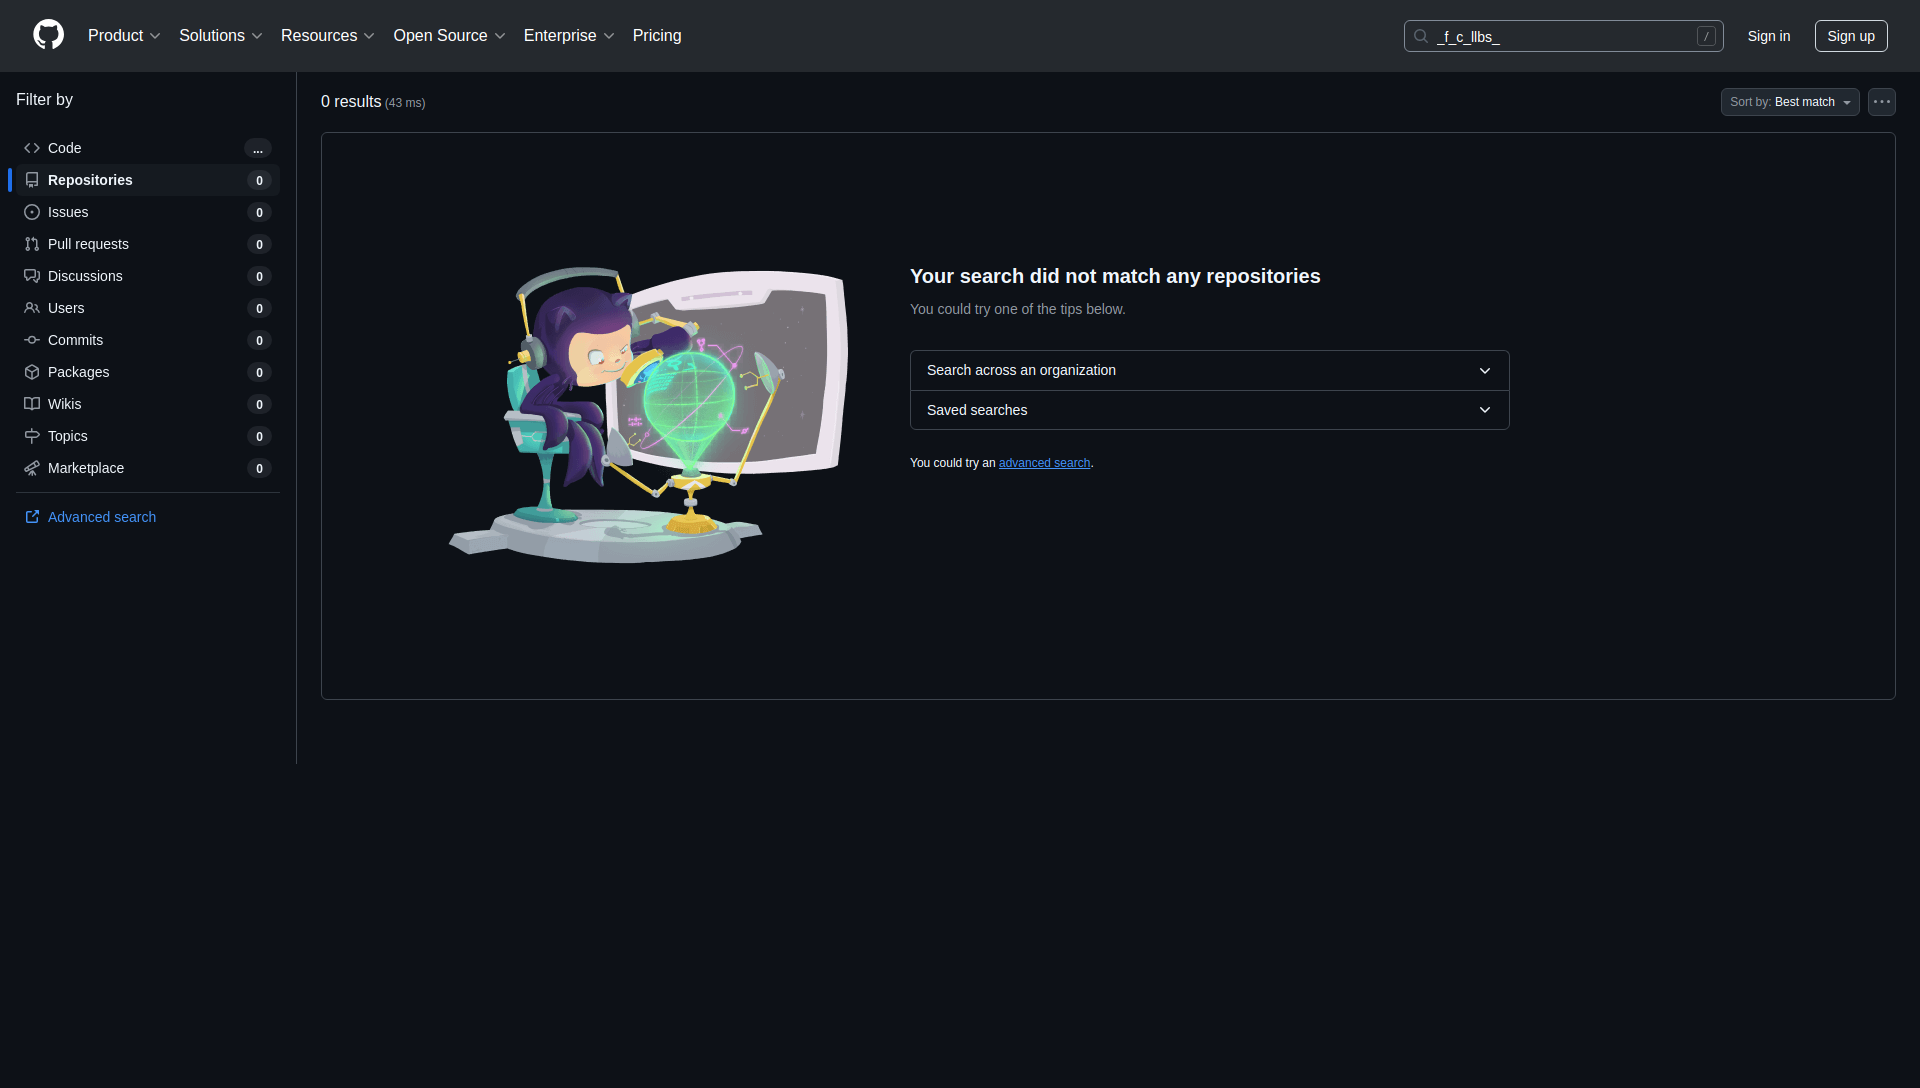 Product
Solutions
Resources
Open Source
Enterprise
Pricing
_f_c_llbs_
/
Sign in
Sign up
Filter by
Code ...
Repositories 0
Issues 0
Pull requests 0
Discussions 0
Users 0
Commits 0
Packages 0
Wikis 0
Topics 0
Marketplace 0
Advanced search
0 results (43 ms)
Sort by: Best match
Your search did not match any repositories
You could try one of the tips below.
Search across an organization
Saved searches
You could try an advanced search.